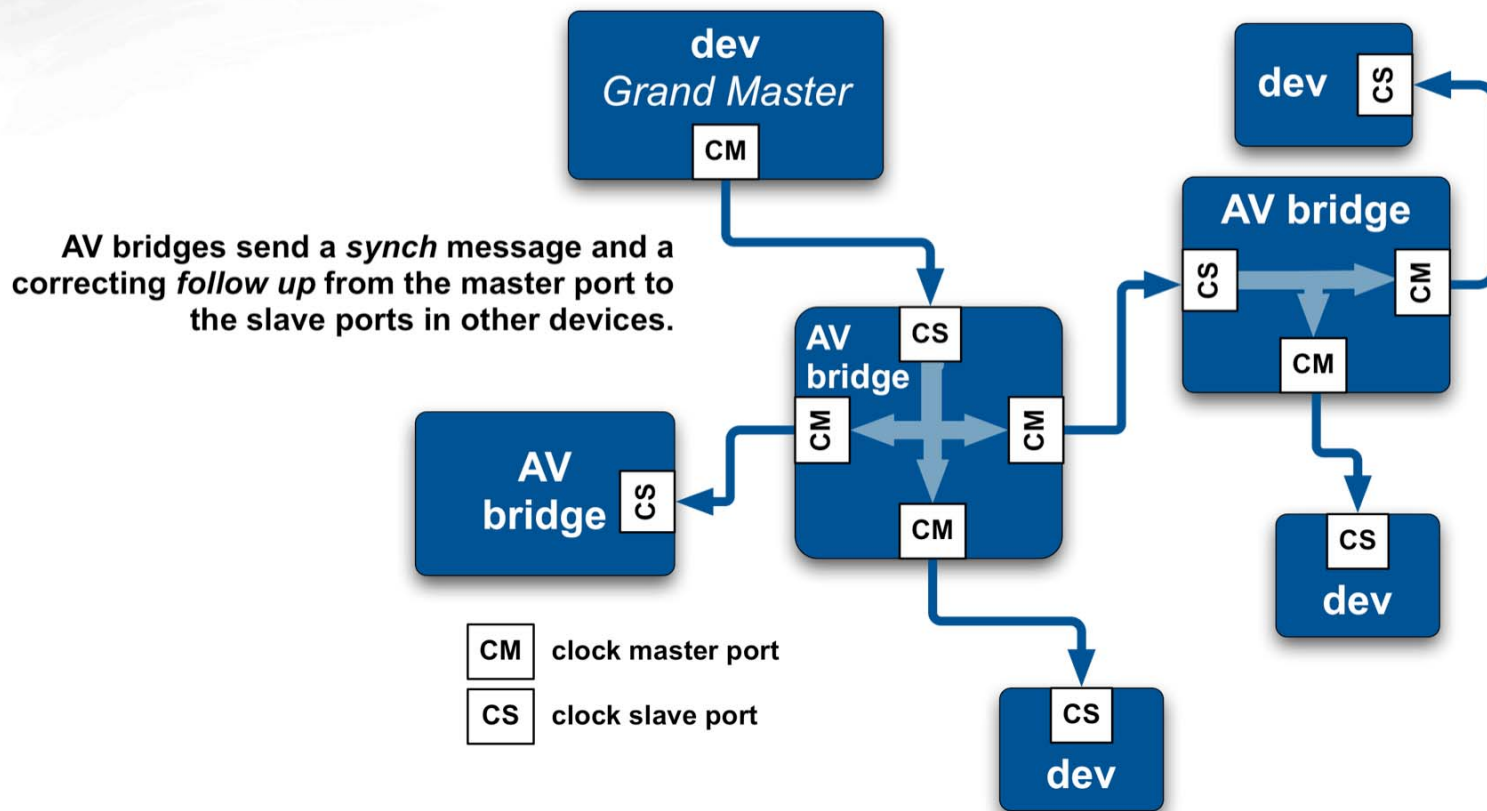 dev
Grand Master
CM
dev
CS
AV bridge
CS
CM
CM
AV bridges send a synch message and a
correcting follow up from the master port to
the slave ports in other devices.
AV
bridge
CS
CM
CM
CM
AV
bridge
CS
CS
dev
CM clock master port
CS clock slave port
CS
dev